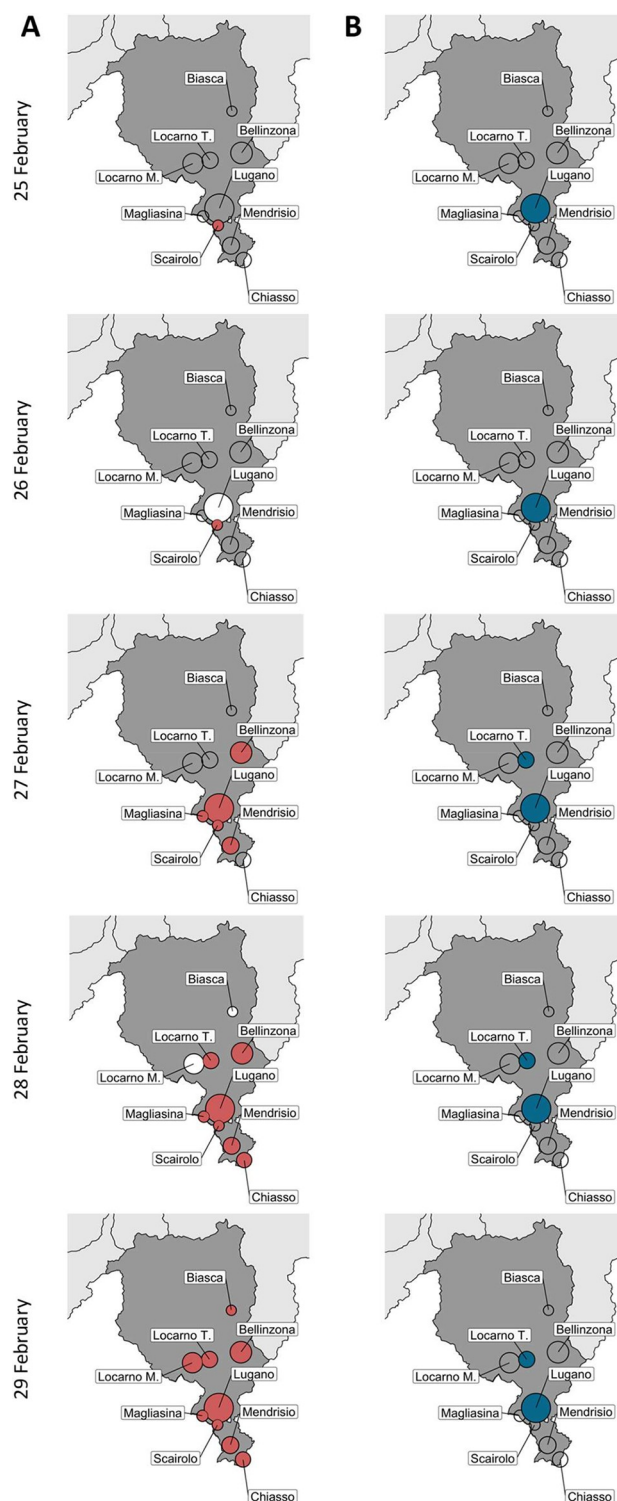 A
B
25 February
Biasca
Locarno T.
Bellinzona
Locarno M.
Lugano
Magliasina
Mendrisio
Scairolo
Chiasso
Biasca
Locarno T.
Bellinzona
Locarno M.
Lugano
Magliasina
Mendrisio
Scairolo
Chiasso
26 February
Biasca
Locarno T.
Bellinzona
Locarno M.
Lugano
Magliasina
Mendrisio
Scairolo
Chiasso
Biasca
Locarno T.
Bellinzona
Locarno M.
Lugano
Magliasina
Mendrisio
Scairolo
Chiasso
27 February
Biasca
Locarno T.
Bellinzona
Locarno M.
Lugano
Magliasina
Mendrisio
Scairolo
Chiasso
Biasca
Locarno T.
Bellinzona
Locarno M.
Lugano
Magliasina
Mendrisio
Scairolo
Chiasso
28 February
Biasca
Locarno T.
Bellinzona
Locarno M.
Lugano
Magliasina
Mendrisio
Scairolo
Chiasso
Biasca
Locarno T.
Bellinzona
Locarno M.
Lugano
Magliasina
Mendrisio
Scairolo
Chiasso
29 February
Biasca
Locarno T.
Bellinzona
Locarno M.
Lugano
Magliasina
Mendrisio
Scairolo
Chiasso
Biasca
Locarno T.
Bellinzona
Locarno M.
Lugano
Magliasina
Mendrisio
Scairolo
Chiasso